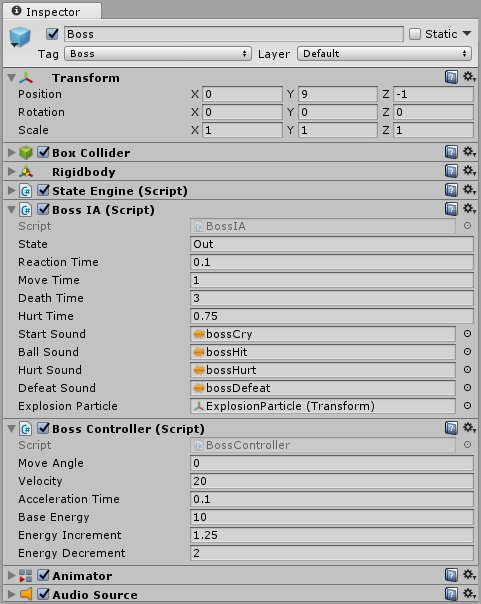 Inspector
Boss Static
Tag Boss Layer Default
Transform
Position X 0 Y 9 Z -1
Rotation X 0 Y 0 Z 0
Scale X 1 Y 1 Z 1
Box Collider
Rigidbody
State Engine (Script)
Boss IA (Script)
Script BossIA
State Out
Reaction Time 0.1
Move Time 1
Death Time 3
Hurt Time 0.75
Start Sound bossCry
Ball Sound bossHit
Hurt Sound bossHurt
Defeat Sound bossDefeat
Explosion Particle ExplosionParticle (Transform)
Boss Controller (Script)
Script BossController
Move Angle 0
Velocity 20
Acceleration Time 0.1
Base Energy 10
Energy Increment 1.25
Energy Decrement 2
Animator
Audio Source